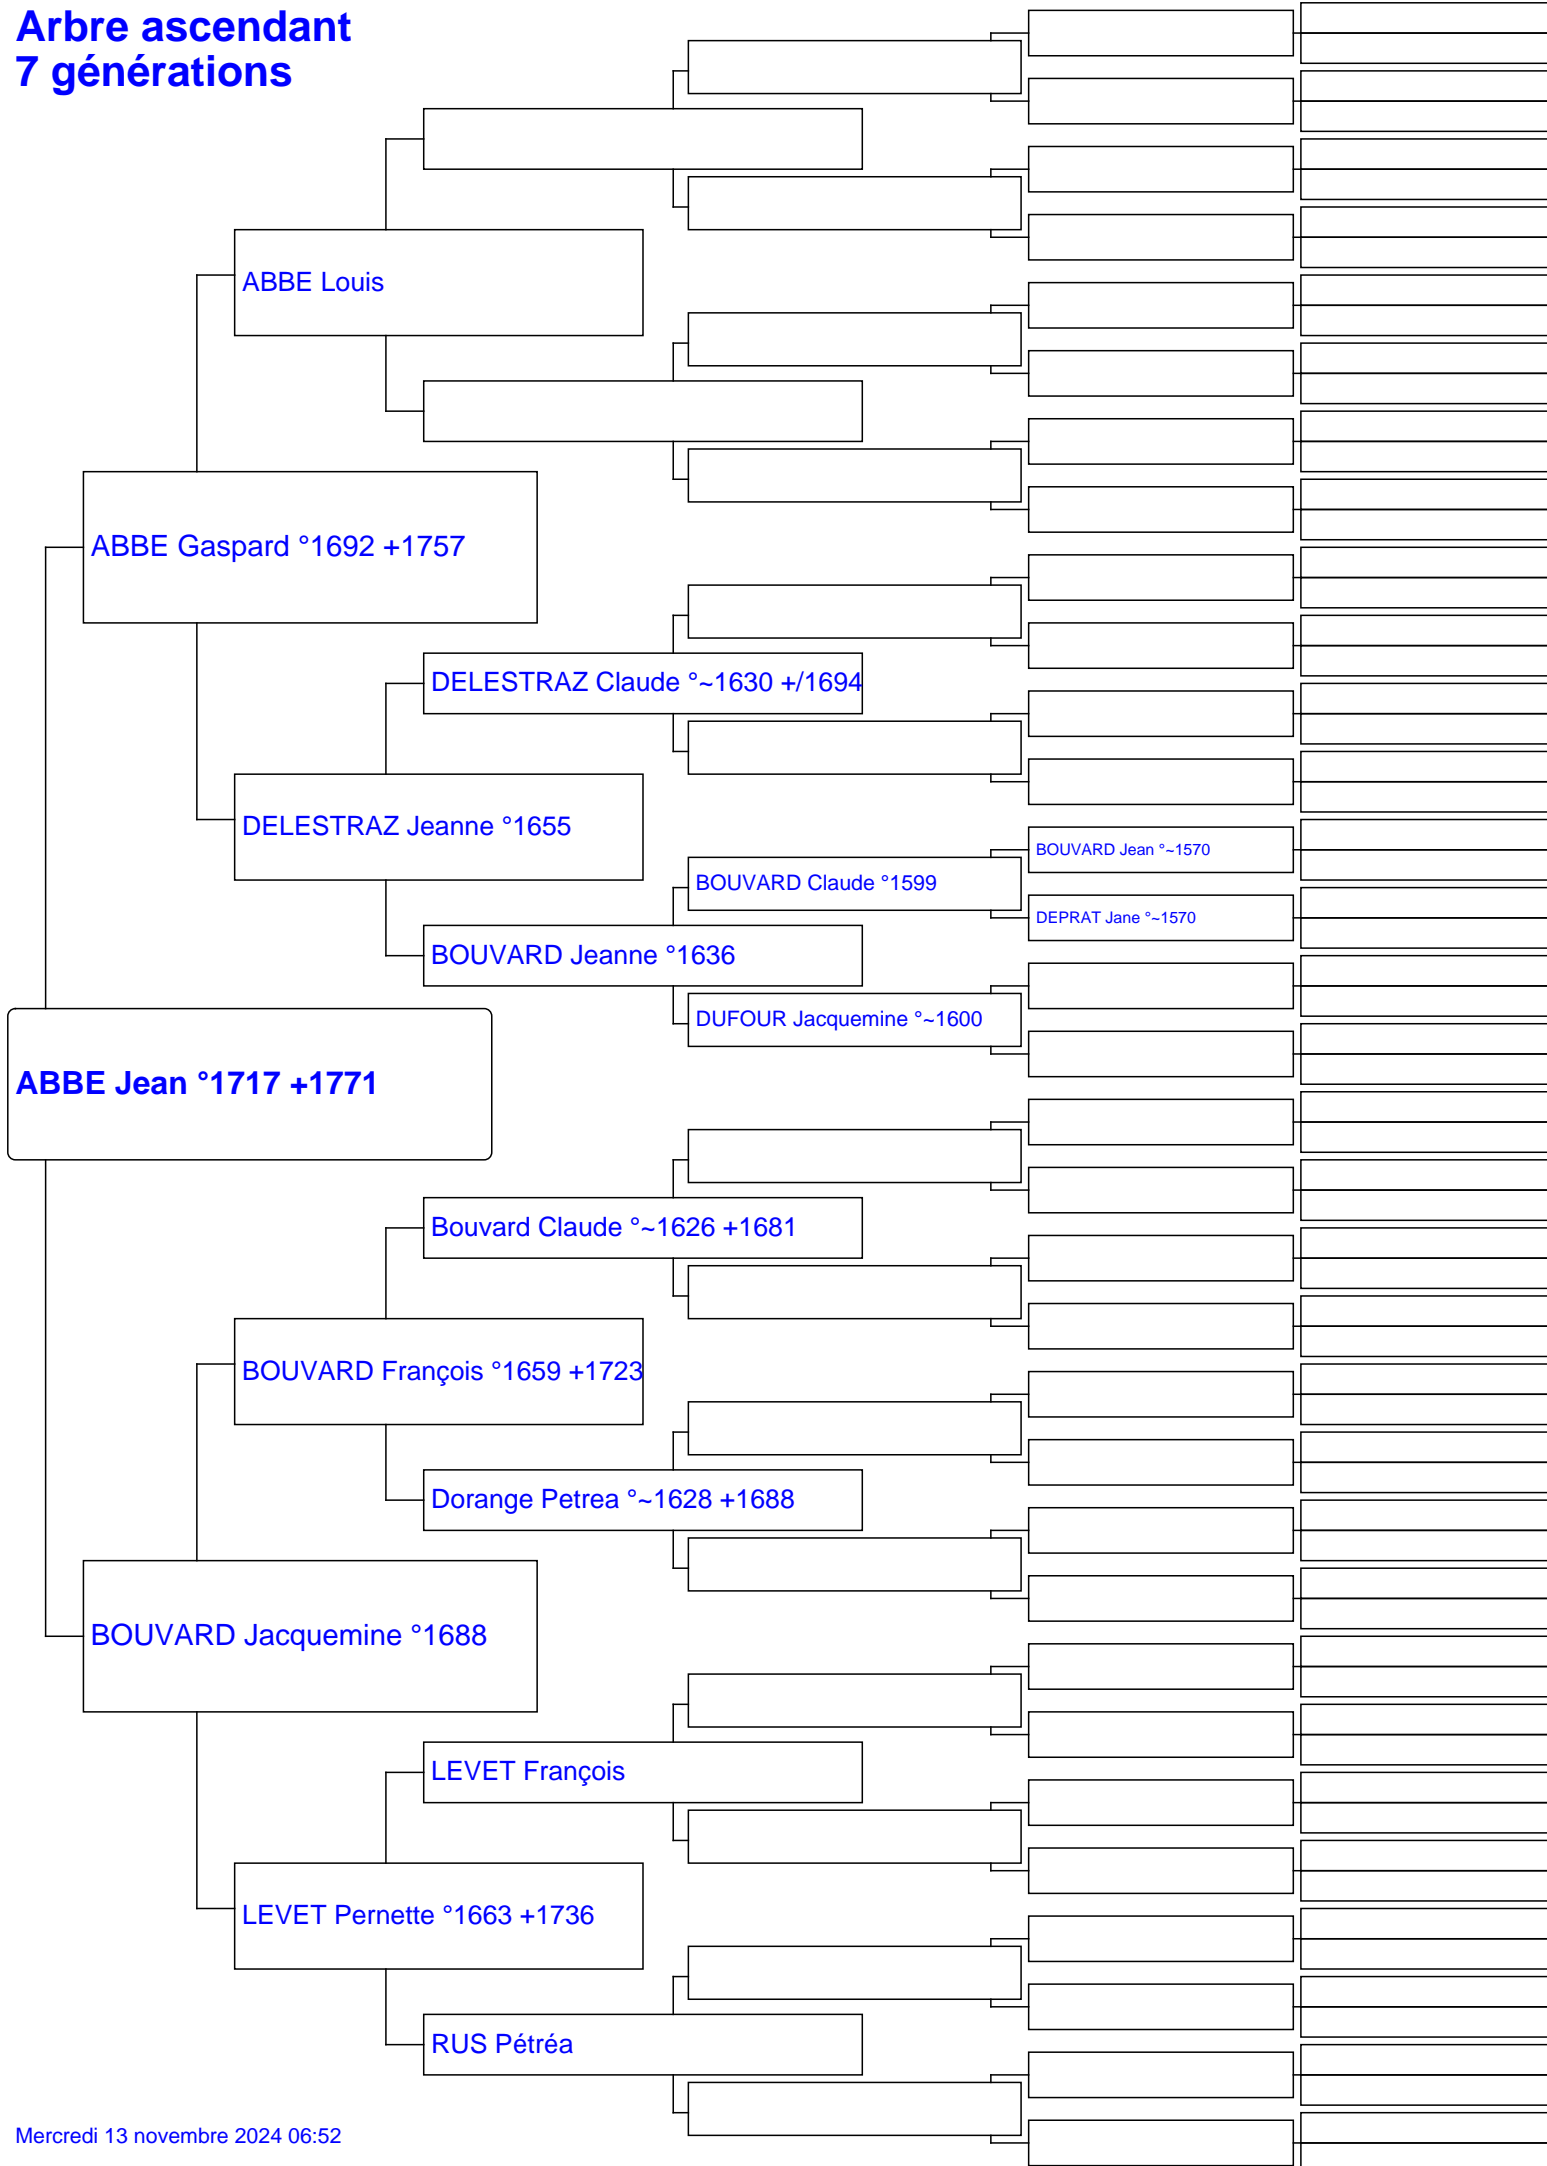 Arbre ascendant
7 générations
ABBE Louis
ABBE Gaspard °1692 +1757
DELESTRAZ Claude °~1630 +/1694
DELESTRAZ Jeanne °1655
BOUVARD Jean °~1570
BOUVARD Claude °1599
DEPRAT Jane °~1570
BOUVARD Jeanne °1636
DUFOUR Jacquemine °~1600
ABBE Jean °1717 +1771
Bouvard Claude °~1626 +1681
BOUVARD François °1659 +1723
Dorange Petrea °~1628 +1688
BOUVARD Jacquemine °1688
LEVET François
LEVET Pernette °1663 +1736
RUS Pétréa
Mercredi 13 novembre 2024 06:52